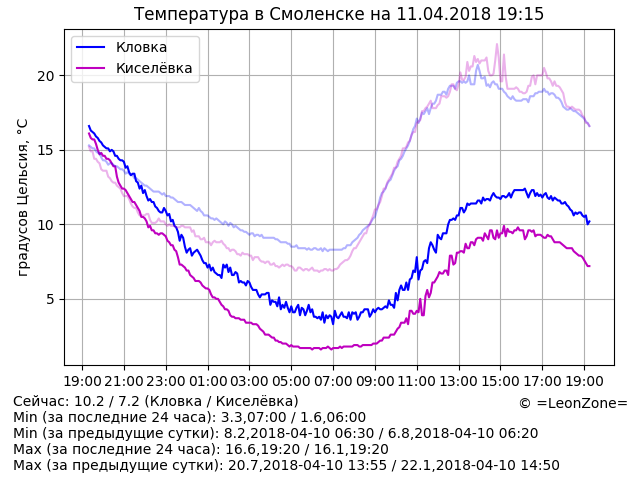 Температура в Смоленске на 11.04.2018 19:15
Кловка
Киселёвка
градусов Цельсия, °C
20
15
10
5
19:00 21:00 23:00 01:00 03:00 05:00 07:00 09:00 11:00 13:00 15:00 17:00 19:00
Сейчас: 10.2 / 7.2 (Кловка / Киселёвка)
© =LeonZone=
Min (за последние 24 часа): 3.3,07:00 / 1.6,06:00
Min (за предыдущие сутки): 8.2,2018-04-10 06:30 / 6.8,2018-04-10 06:20
Max (за последние 24 часа): 16.6,19:20 / 16.1,19:20
Max (за предыдущие сутки): 20.7,2018-04-10 13:55 / 22.1,2018-04-10 14:50